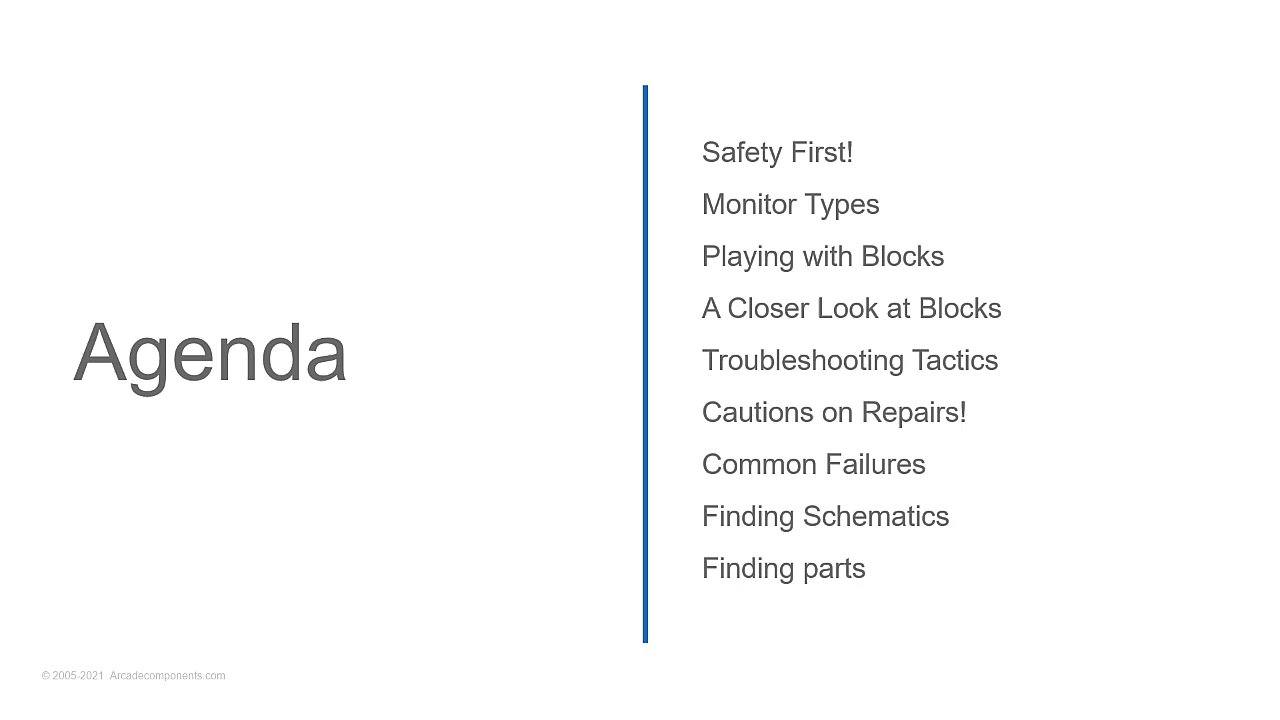 Agenda
Safety First!
Monitor Types
Playing with Blocks
A Closer Look at Blocks
Troubleshooting Tactics
Cautions on Repairs!
Common Failures
Finding Schematics
Finding parts
© 2005-2021 Arcadecomponents.com